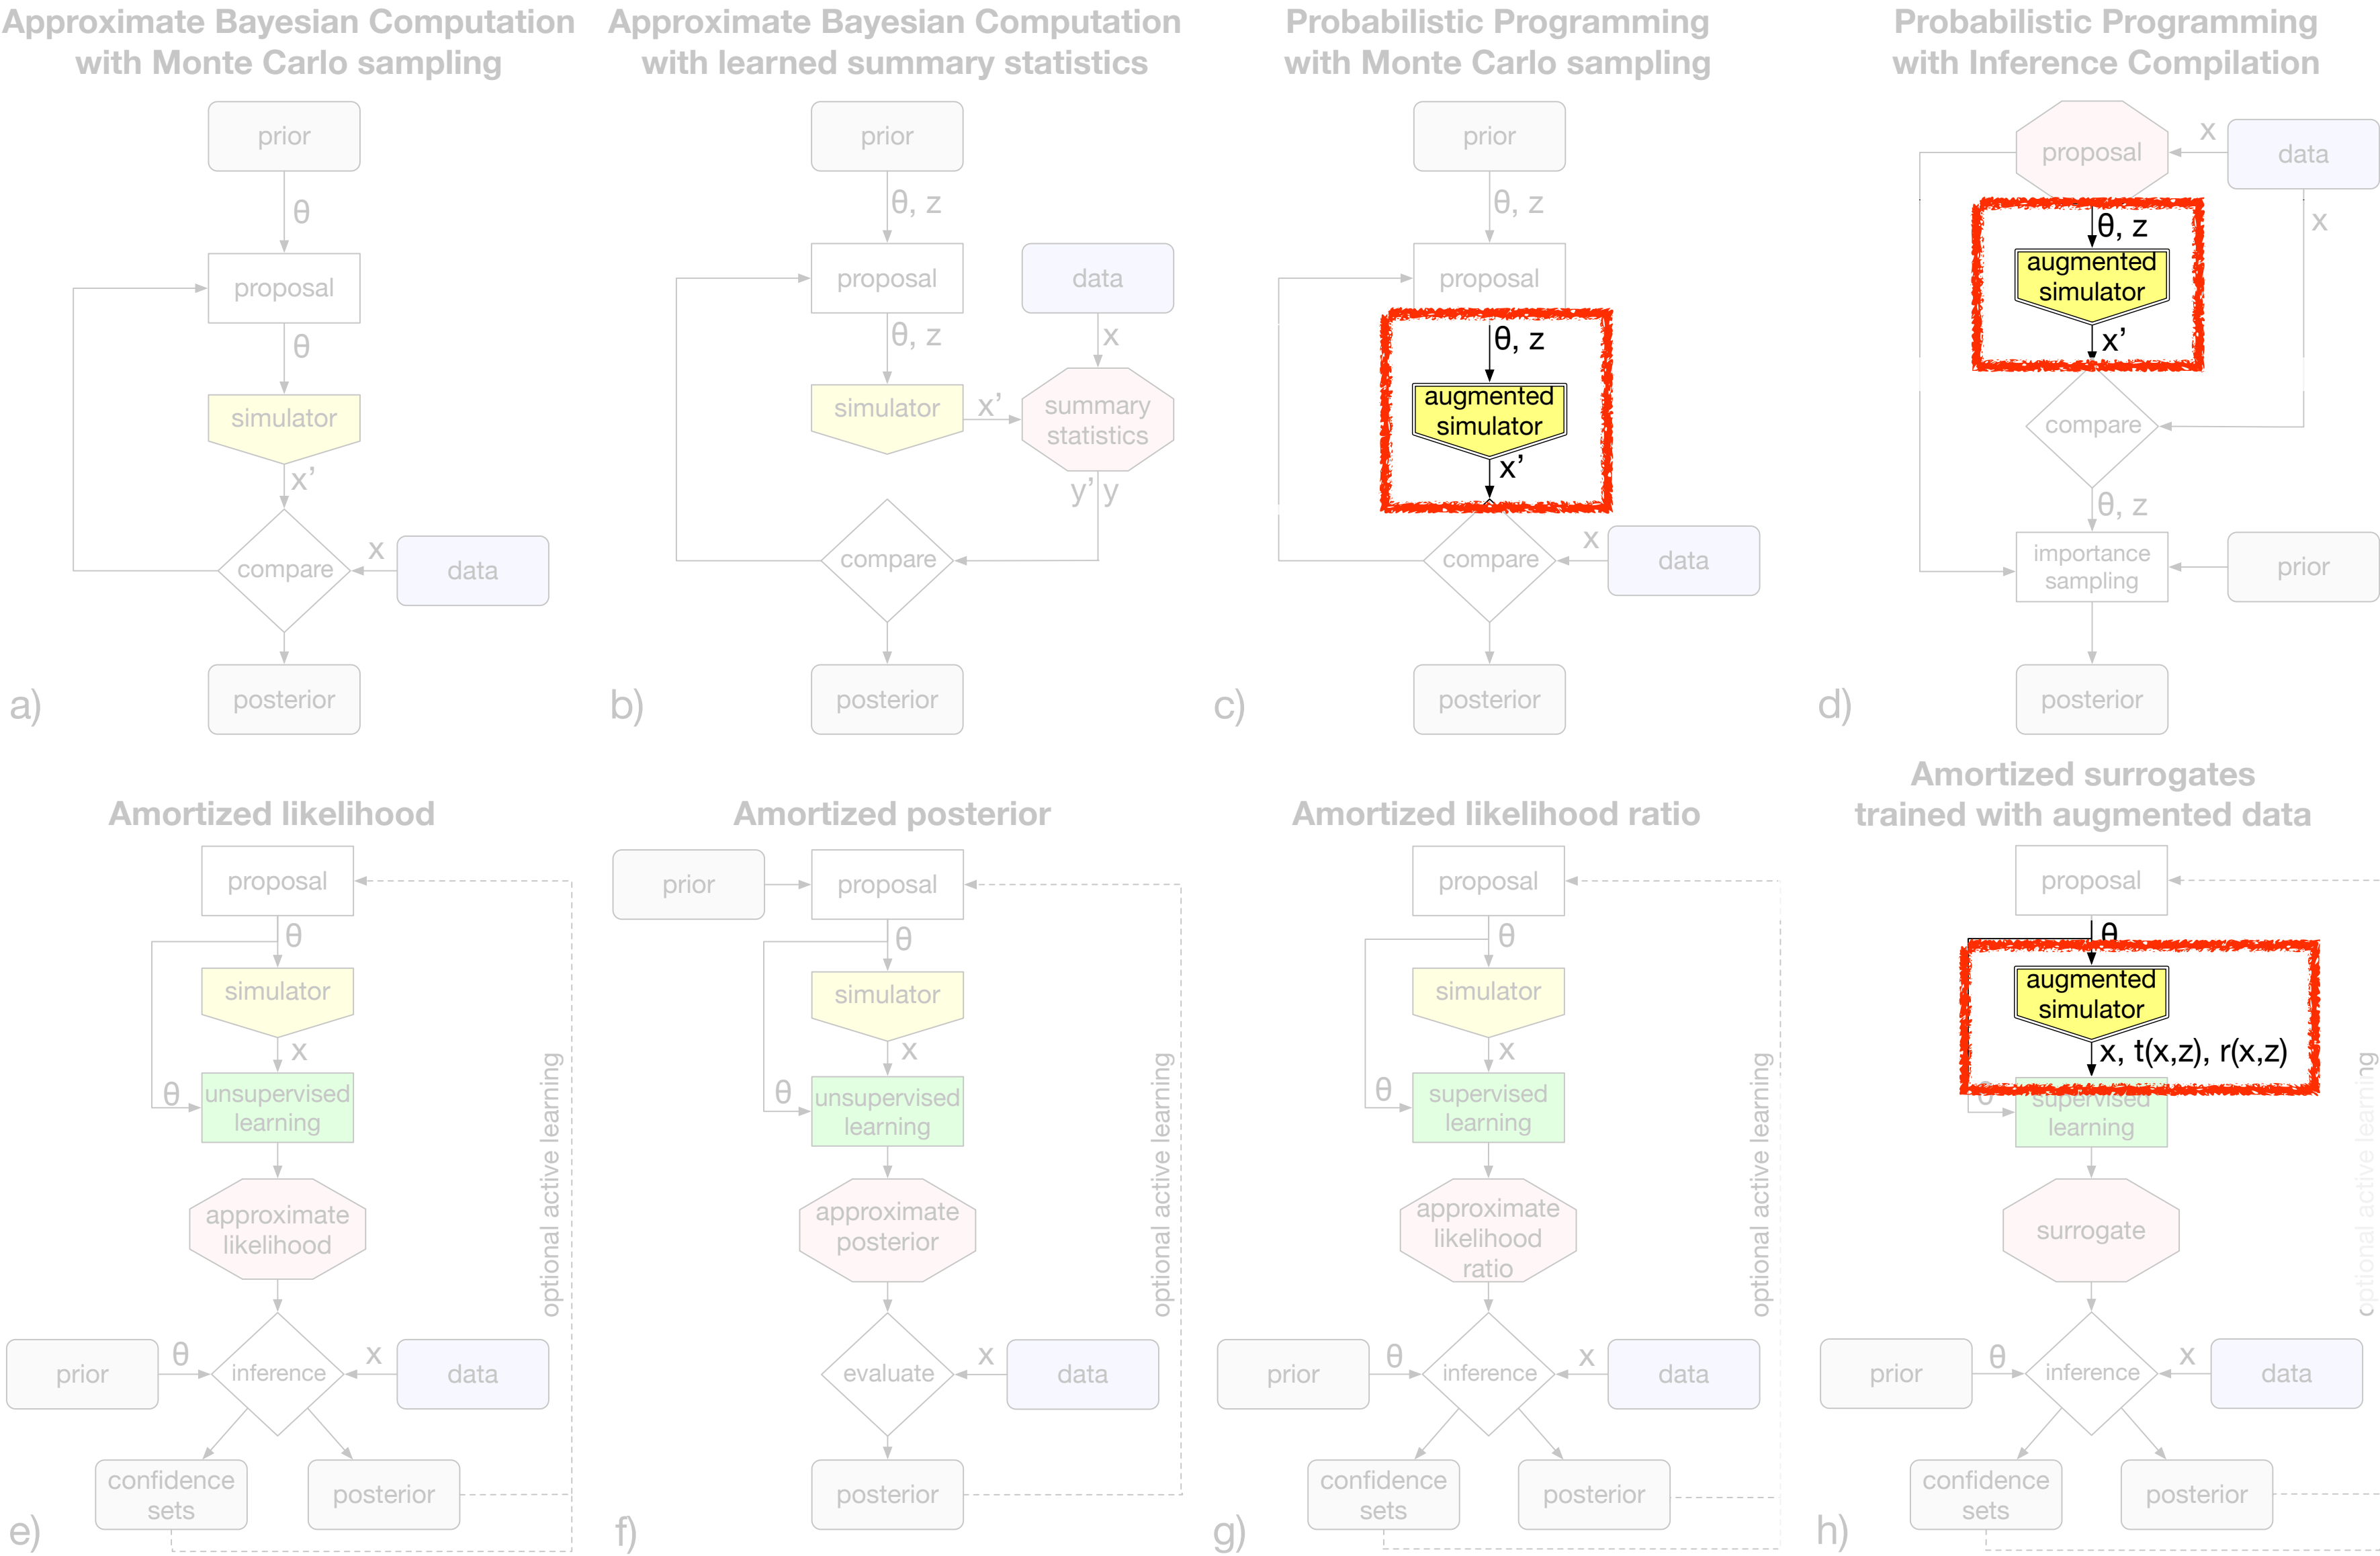 Approximate Bayesian Computation
with Monte Carlo sampling
prior
θ
proposal
θ
simulator
x’
compare
x
data
posterior
a)
Approximate Bayesian Computation
with learned summary statistics
prior
θ, z
proposal
data
θ, z
x
simulator
x’
summary
statistics
y’ y
compare
posterior
b)
Probabilistic Programming
with Monte Carlo sampling
prior
θ, z
proposal
θ, z
augmented
simulator
x’
compare
x
data
posterior
c)
Probabilistic Programming
with Inference Compilation
proposal
x
data
θ, z
x
augmented
simulator
x’
compare
θ, z
importance
sampling
prior
posterior
d)
Amortized likelihood
proposal
θ
simulator
x
θ
unsupervised
learning
optional active learning
approximate
likelihood
prior
θ
inference
x
data
confidence
sets
posterior
e)
Amortized posterior
prior
proposal
θ
simulator
x
θ
unsupervised
learning
optional active learning
approximate
posterior
evaluate
x
data
posterior
f)
Amortized likelihood ratio
proposal
θ
simulator
x
θ
supervised
learning
optional active learning
approximate
likelihood
ratio
prior
θ
inference
x
data
confidence
sets
posterior
g)
Amortized surrogates
trained with augmented data
proposal
θ
augmented
simulator
x, t(x,z), r(x,z)
θ
supervised
learning
optional active learning
surrogate
prior
θ
inference
x
data
confidence
sets
posterior
h)